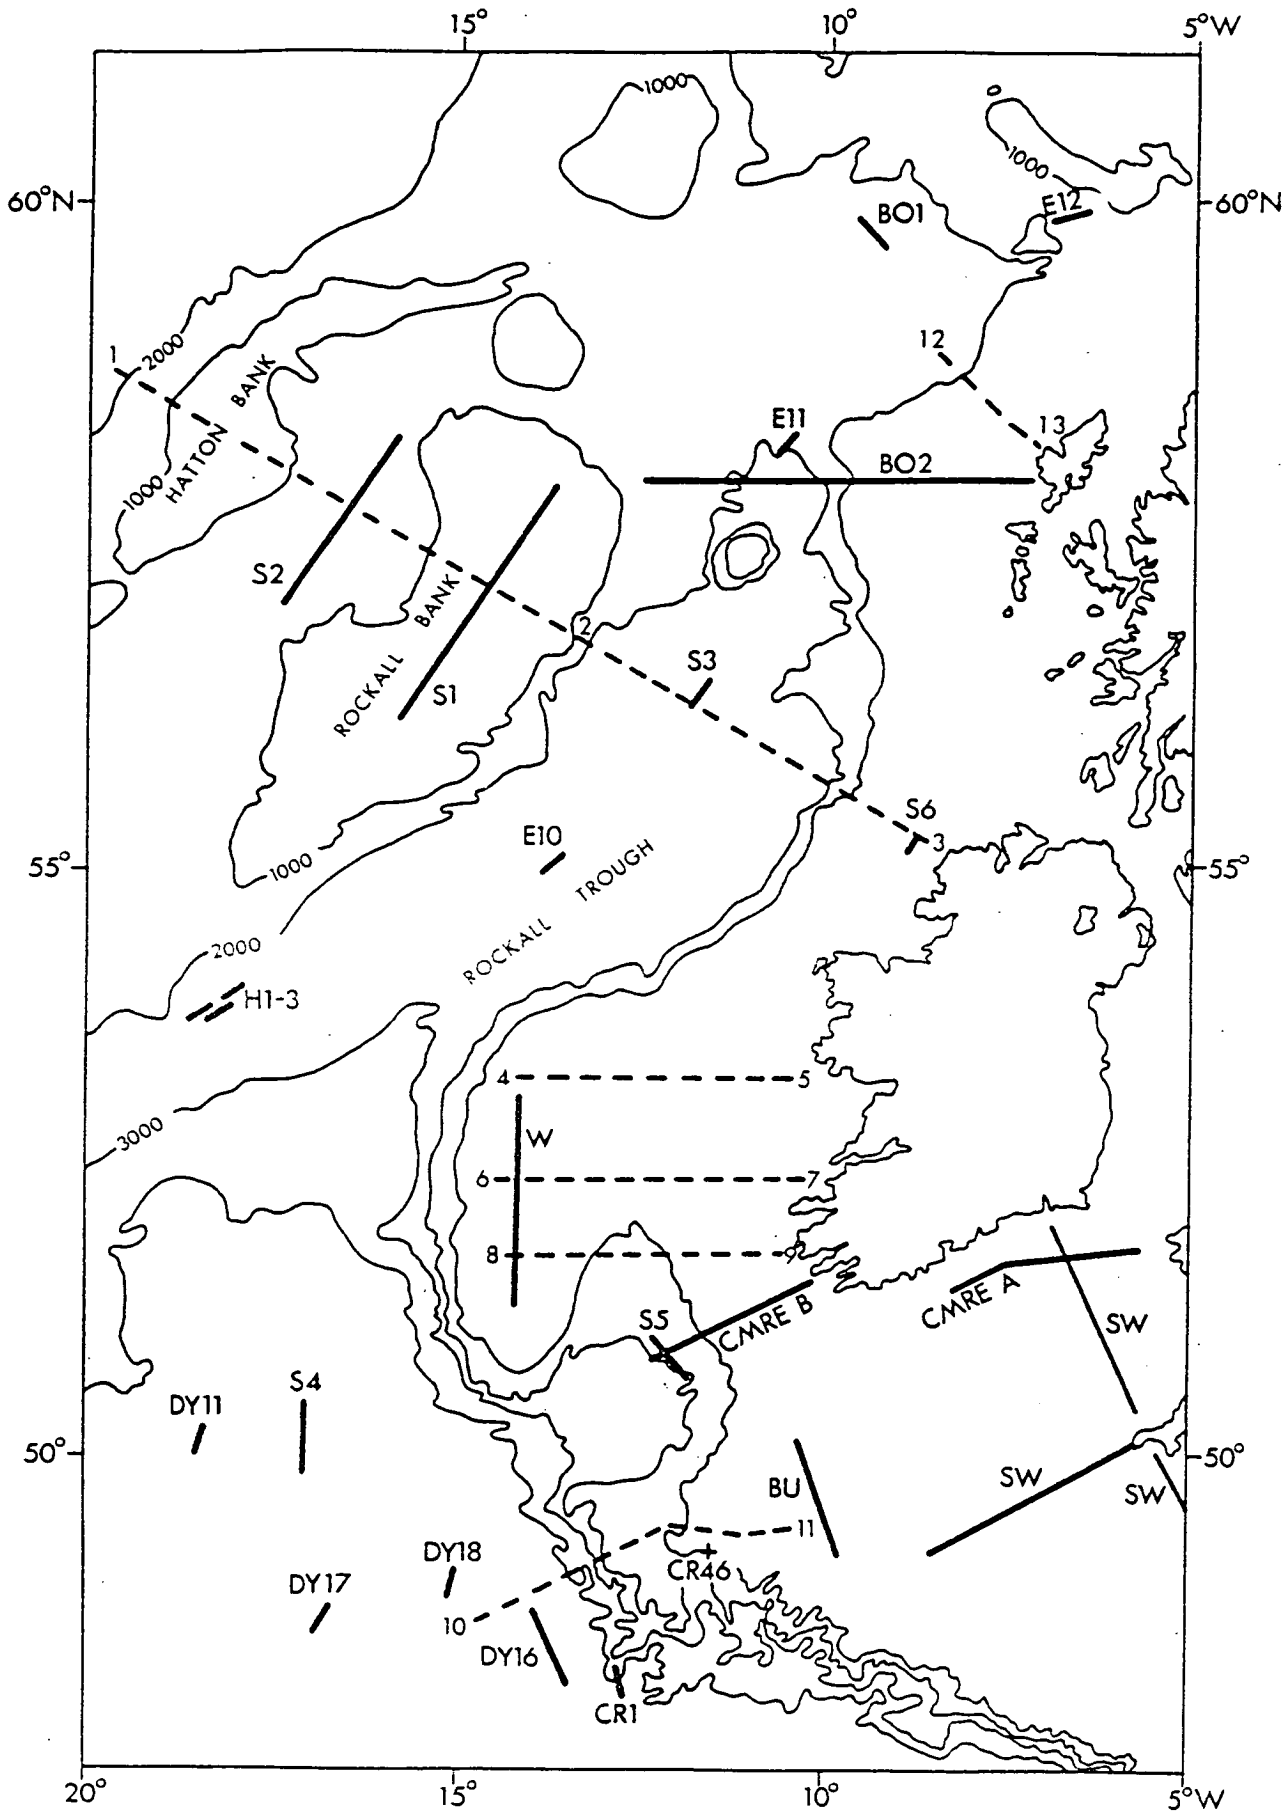 15° 10° 5°W
1000
1000
60°N 60°N
BO1
E12
12
1
2000
BANK
13
E11
BO2
HATTON
1000
S2
BANK
2
S3
ROCKALL
S1
S6
3
E10
55° 55°
1000
TROUGH
ROCKALL
2000
H1-3
4 5
3000
W
6 7
8 9
CMRE A
CMRE B
S5
SW
S4
DY11
50° 50°
BU
SW
SW
11
DY18
CR46
DY17
10
DY16
CR1
20° 15° 10° 5°W